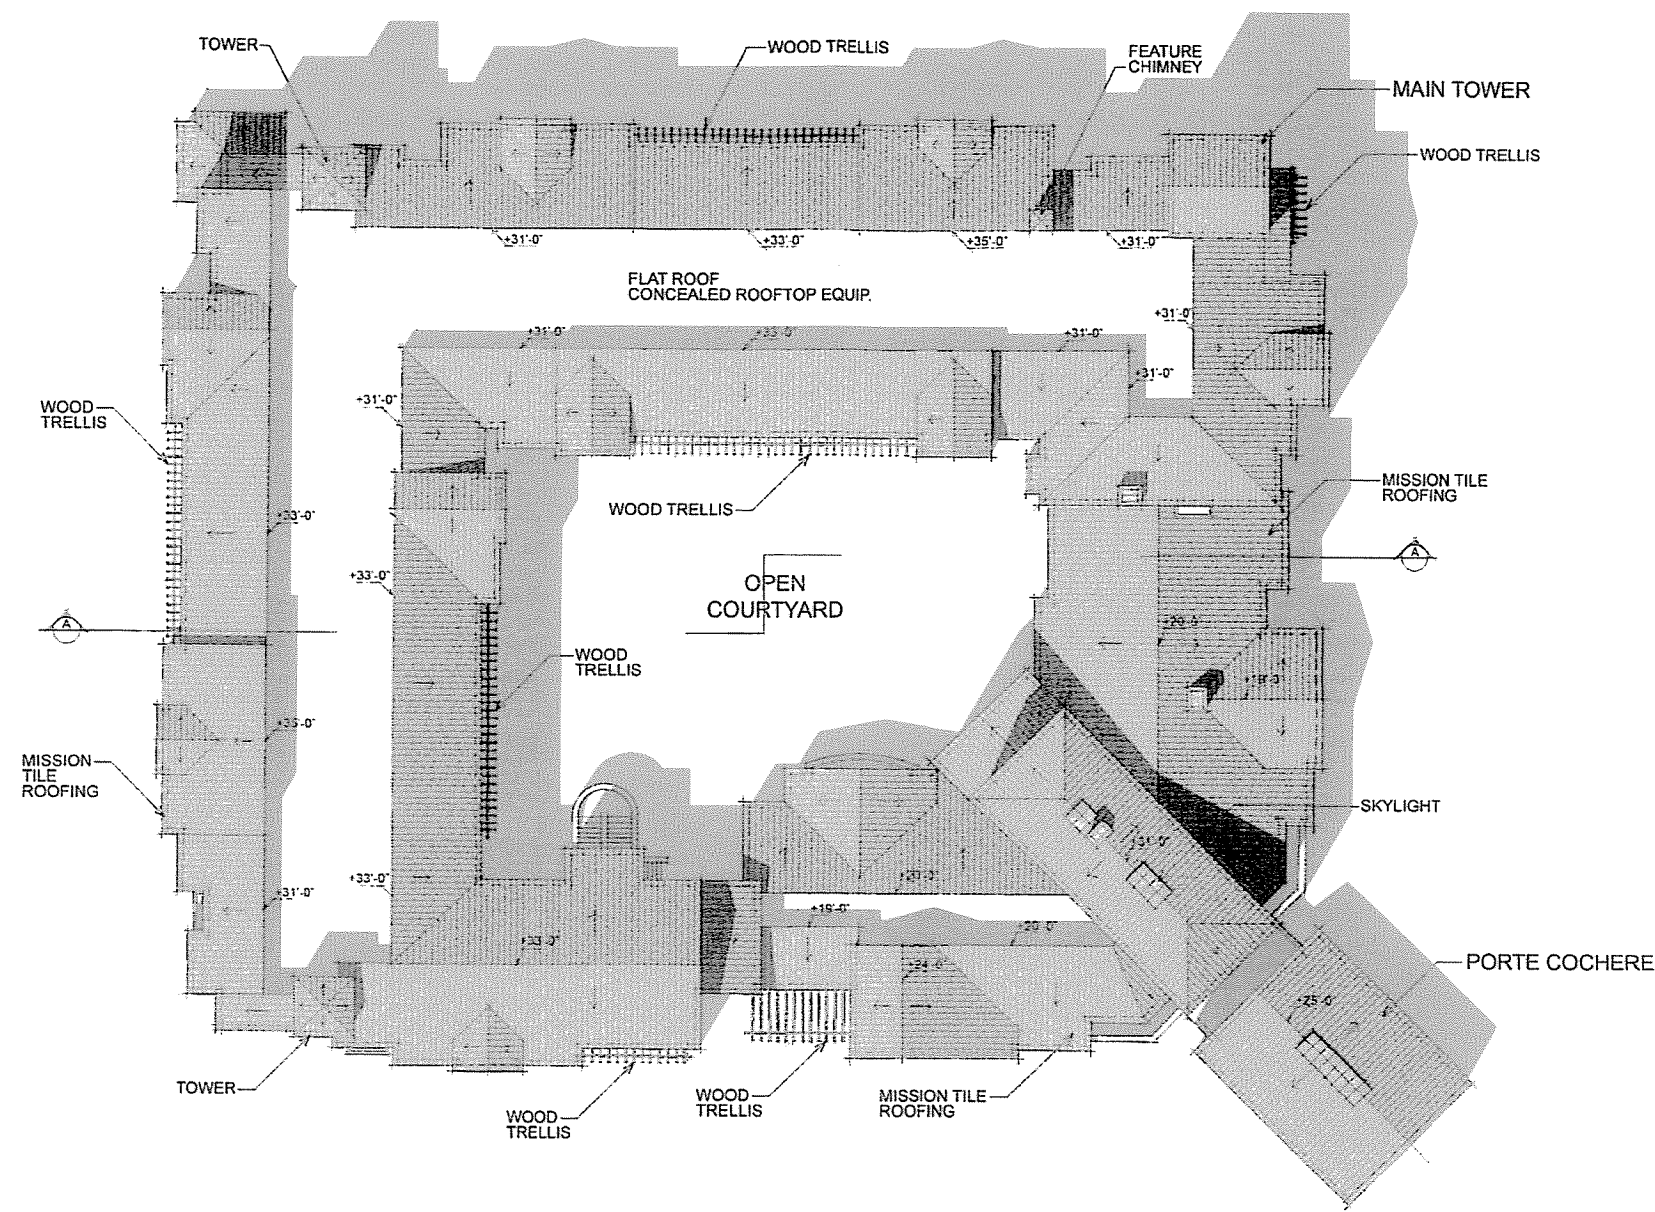 TOWER
WOOD TRELLIS
FEATURE
CHIMNEY
MAIN TOWER
WOOD TRELLIS
+31'-0"
+33'-0"
+35'-0"
+31'-0"
FLAT ROOF
CONCEALED ROOFTOP EQUIP.
+31'-0"
+31'-0"
+33'-0"
+31'-0"
+31'-0"
+31'-0"
WOOD
TRELLIS
MISSION TILE
ROOFING
WOOD TRELLIS
+33'-0"
A
OPEN
COURTYARD
+33'-0"
A
+20'-0"
WOOD
TRELLIS
+35'-0"
MISSION
TILE
ROOFING
SKYLIGHT
+31'-0"
+33'-0"
+31'-0"
+20'-0"
+19'-0"
+20'-0"
+33'-0"
+24'-0"
PORTE COCHERE
+25'-0"
TOWER
WOOD
TRELLIS
WOOD
TRELLIS
MISSION TILE
ROOFING